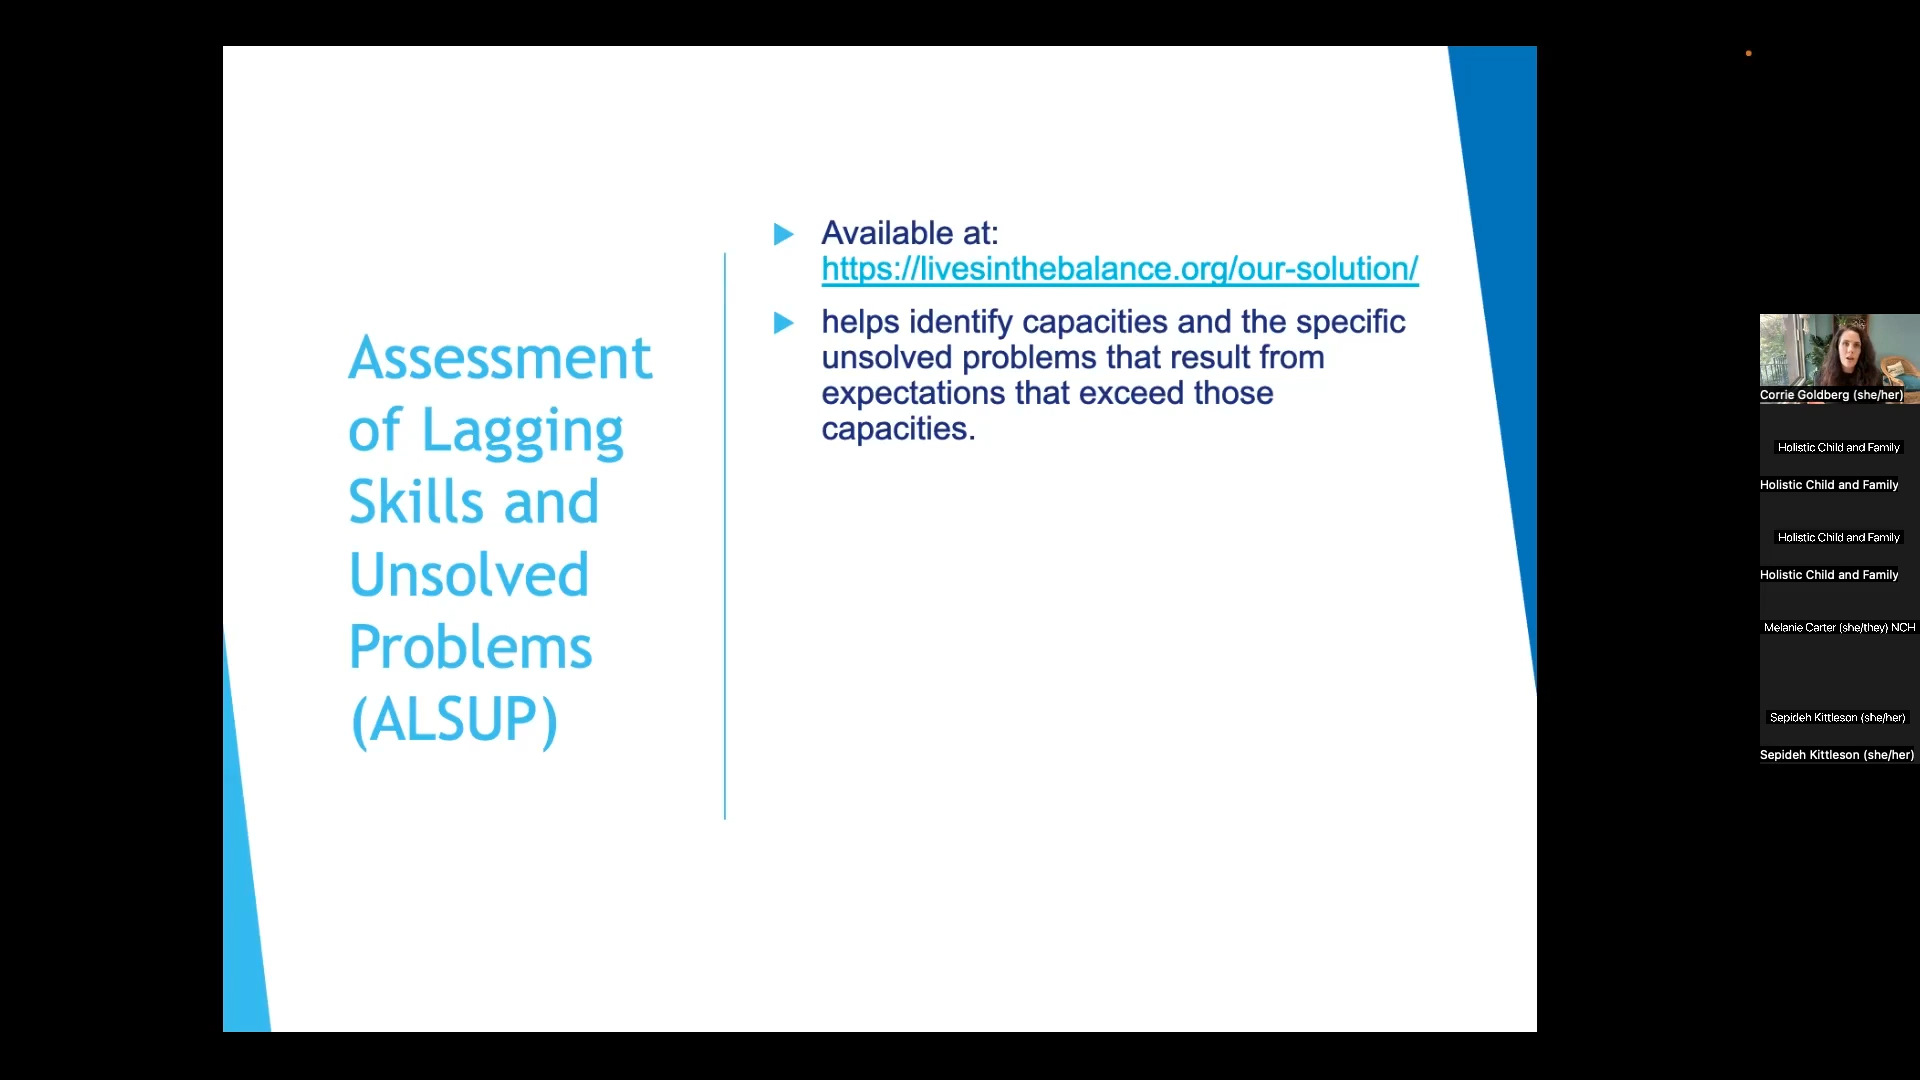 Assessment
of Lagging
Skills and
Unsolved
Problems
(ALSUP)
Available at:
https://livesinthebalance.org/our-solution/
helps identify capacities and the specific
unsolved problems that result from
expectations that exceed those
capacities.
Corrie Goldberg (she/her)
Holistic Child and Family
Holistic Child and Family
Holistic Child and Family
Holistic Child and Family
Melanie Carter (she/they) NCH
Sepideh Kittleson (she/her)
Sepideh Kittleson (she/her)